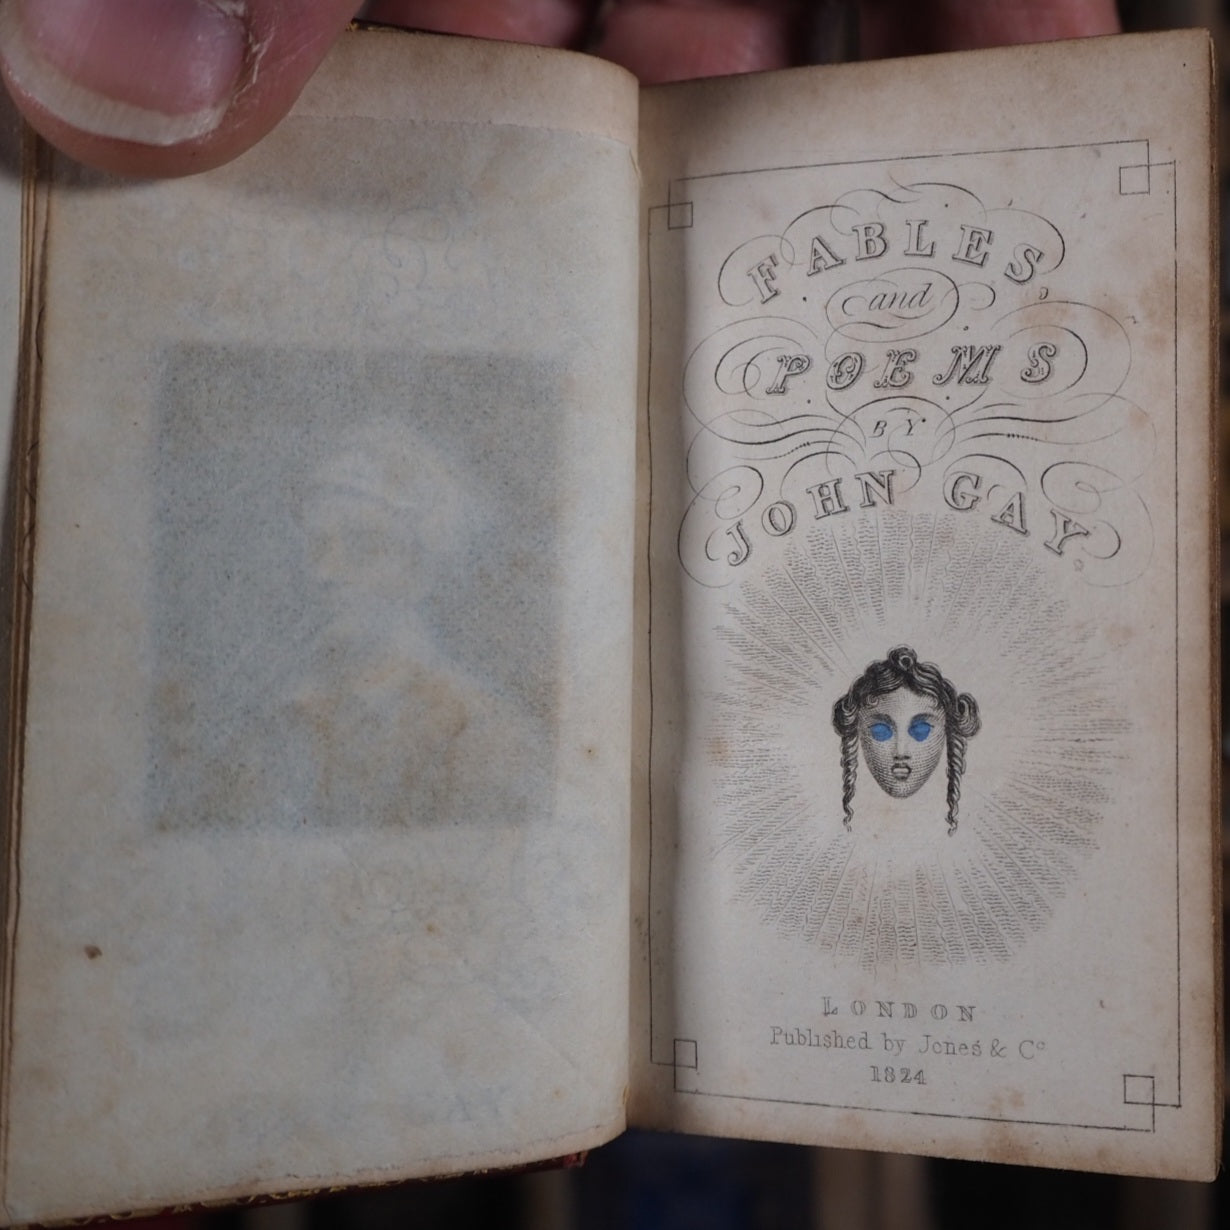 FABLES,
and
POEMS
BY
JOHN GAY
LONDON
Published by Jones & Co
1824